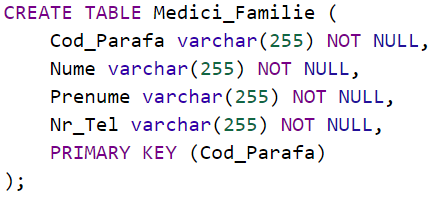 CREATE TABLE Medici_Familie (
    Cod_Parafa varchar(255) NOT NULL,
    Nume varchar(255) NOT NULL,
    Prenume varchar(255) NOT NULL,
    Nr_Tel varchar(255) NOT NULL,
    PRIMARY KEY (Cod_Parafa)
);